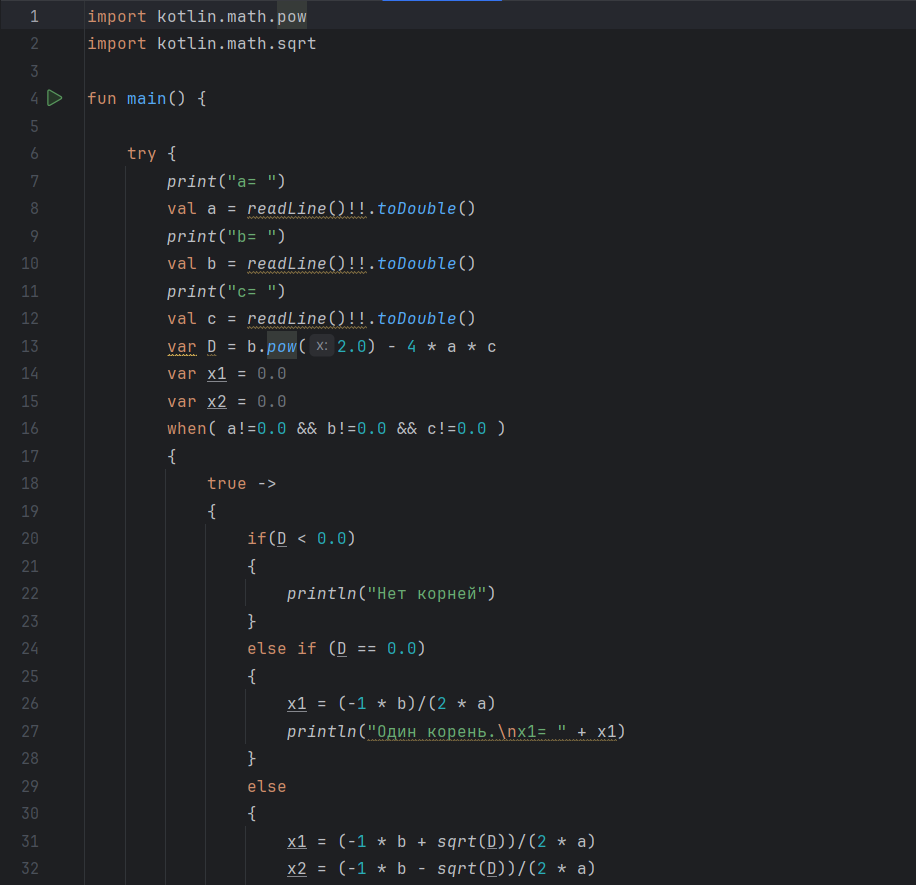 1 import kotlin.math.pow
2 import kotlin.math.sqrt
3
4 fun main() {
5
6     try {
7         print("a= ")
8         val a = readLine()!!.toDouble()
9         print("b= ")
10         val b = readLine()!!.toDouble()
11         print("c= ")
12         val c = readLine()!!.toDouble()
13         var D = b.pow( x: 2.0) - 4 * a * c
14         var x1 = 0.0
15         var x2 = 0.0
16         when( a!=0.0 && b!=0.0 && c!=0.0 )
17         {
18             true ->
19             {
20                 if(D < 0.0)
21                 {
22                     println("Нет корней")
23                 }
24                 else if (D == 0.0)
25                 {
26                     x1 = (-1 * b)/(2 * a)
27                     println("Один корень.\nx1= " + x1)
28                 }
29                 else
30                 {
31                     x1 = (-1 * b + sqrt(D))/(2 * a)
32                     x2 = (-1 * b - sqrt(D))/(2 * a)